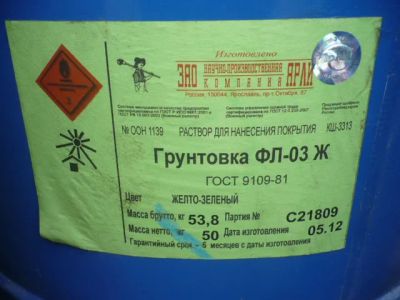 Изготовлено
ЗАО НАУЧНО-ПРОИЗВОДСТВЕННАЯ КОМПАНИЯ ЯРЛИ
Россия, 150044, Ярославль, пр-т Октября, 87
3
№ ООН 1139 РАСТВОР ДЛЯ НАНЕСЕНИЯ ПОКРЫТИЯ КШ-3313
Грунтовка ФЛ-03 Ж
ГОСТ 9109-81
Цвет ЖЕЛТО-ЗЕЛЕНЫЙ
Масса брутто, кг 53,8 Партия № С21809
Масса нетто, кг 50 Дата изготовления 05.12
Гарантийный срок - 6 месяцев с даты изготовления